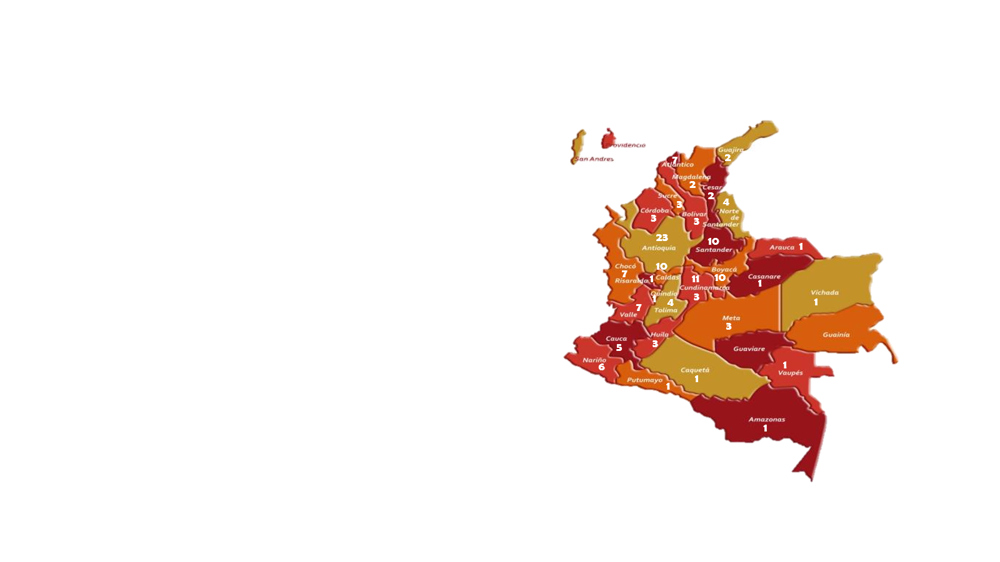 Providencio
San Andres
Guajira
2
7
Atlántico
Magdalena
2
Cesar
2
Sucre
3
4
Norte
de
Santander
Córdoba
3
Bolívar
3
23
Antioquia
10
Santander
Arauca 1
10
Caldas
Chocó
7
Risaralda 1
Boyacá
10
11
Cundinamarca
3
Casanare
1
Vichada
1
Quindío
1
4
Tolima
7
Valle
Meta
3
Guainía
Huila
3
Cauca
5
Guaviare
Nariño
6
Caquetá
1
1
Vaupés
Putumayo 1
Amazonas
1